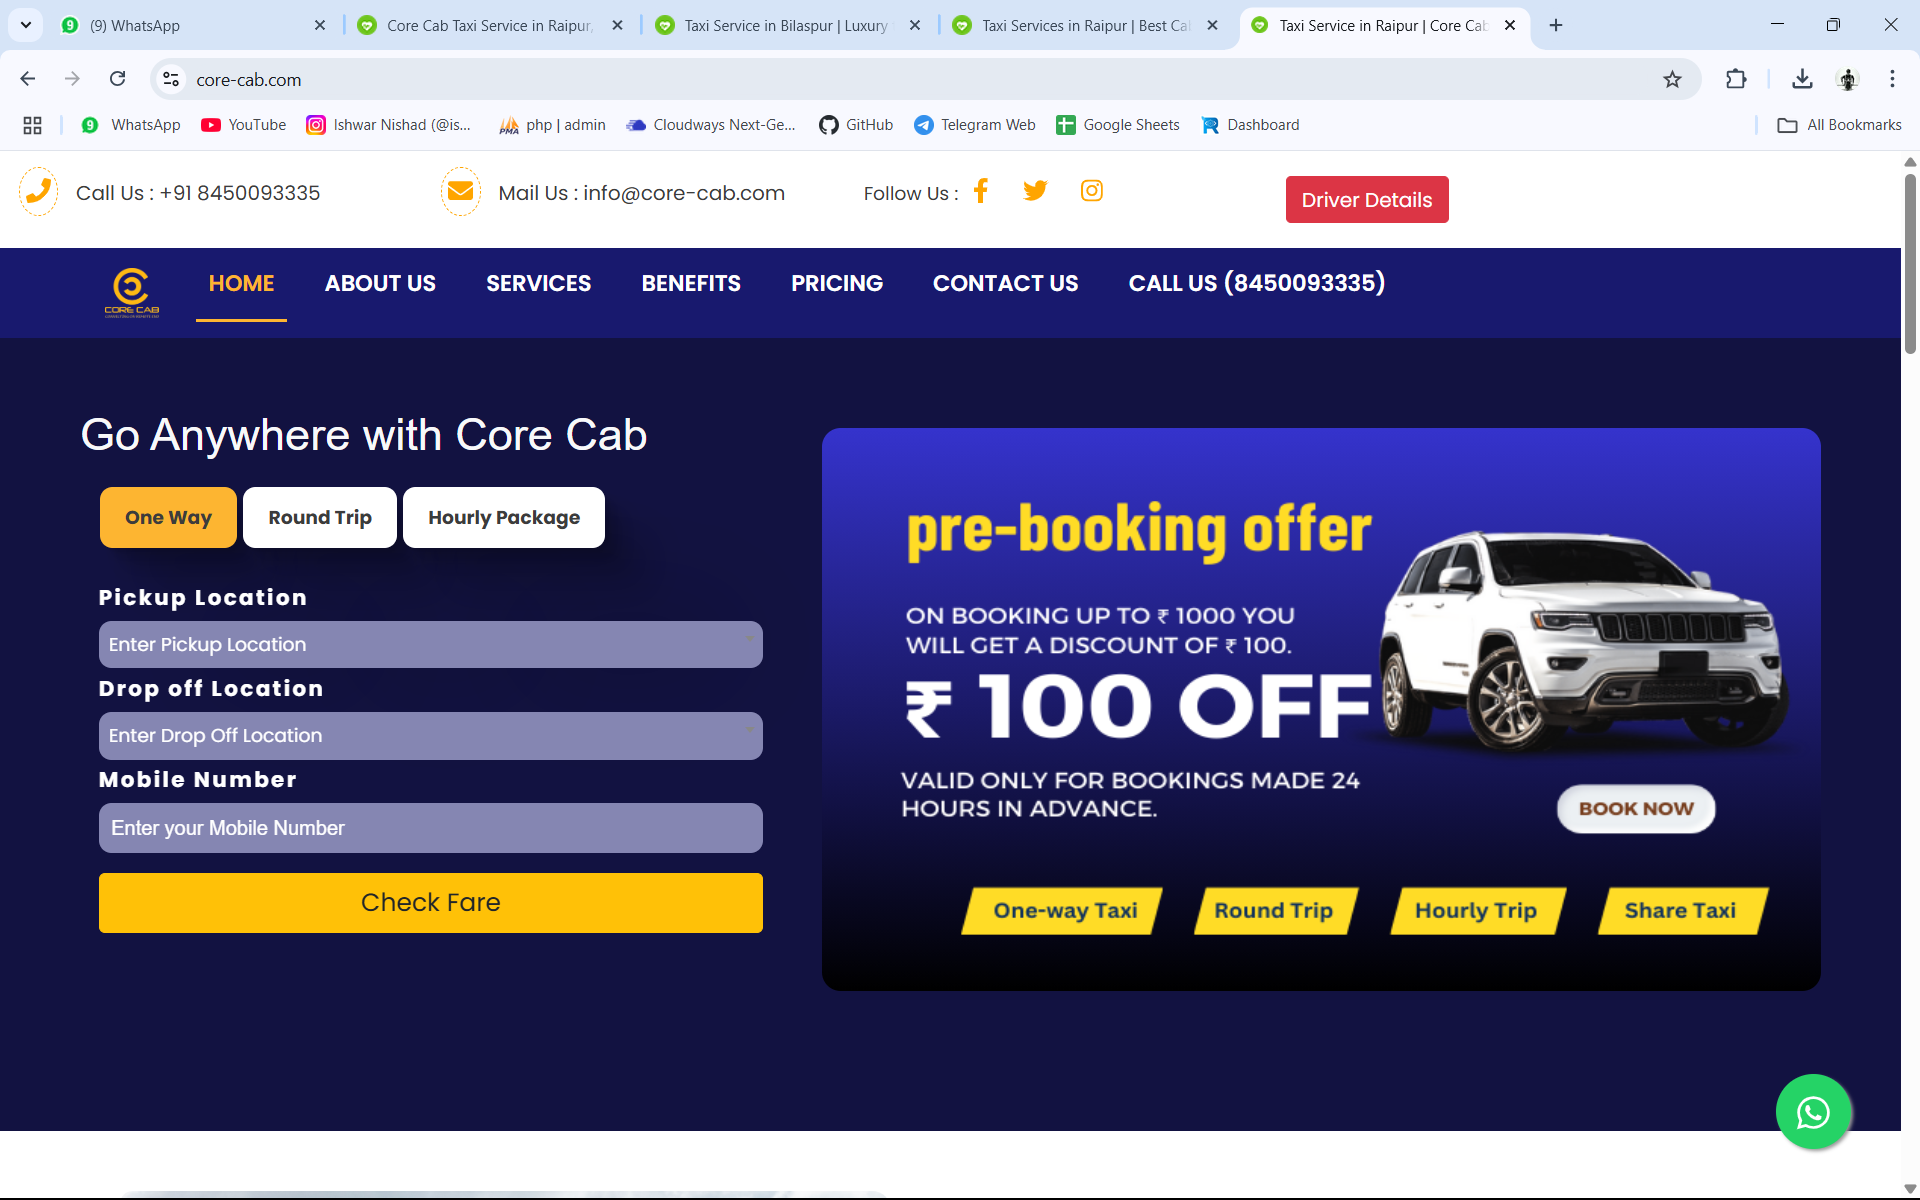 (9) WhatsApp
Core Cab Taxi Service in Raipur,
Taxi Service in Bilaspur | Luxury
Taxi Services in Raipur | Best Ca
Taxi Service in Raipur | Core Cab
core-cab.com
WhatsApp
YouTube
Ishwar Nishad (@is...
php | admin
Cloudways Next-Ge...
GitHub
Telegram Web
Google Sheets
Dashboard
All Bookmarks
Call Us : +91 8450093335
Mail Us : info@core-cab.com
Follow Us :
Driver Details
CORE CAB
HOME
ABOUT US
SERVICES
BENEFITS
PRICING
CONTACT US
CALL US (8450093335)
Go Anywhere with Core Cab
One Way
Round Trip
Hourly Package
Pickup Location
Enter Pickup Location
Drop off Location
Enter Drop Off Location
Mobile Number
Enter your Mobile Number
Check Fare
pre-booking offer
ON BOOKING UP TO ₹ 1000 YOU
WILL GET A DISCOUNT OF ₹ 100.
₹ 100 OFF
VALID ONLY FOR BOOKINGS MADE 24
HOURS IN ADVANCE.
BOOK NOW
One-way Taxi
Round Trip
Hourly Trip
Share Taxi